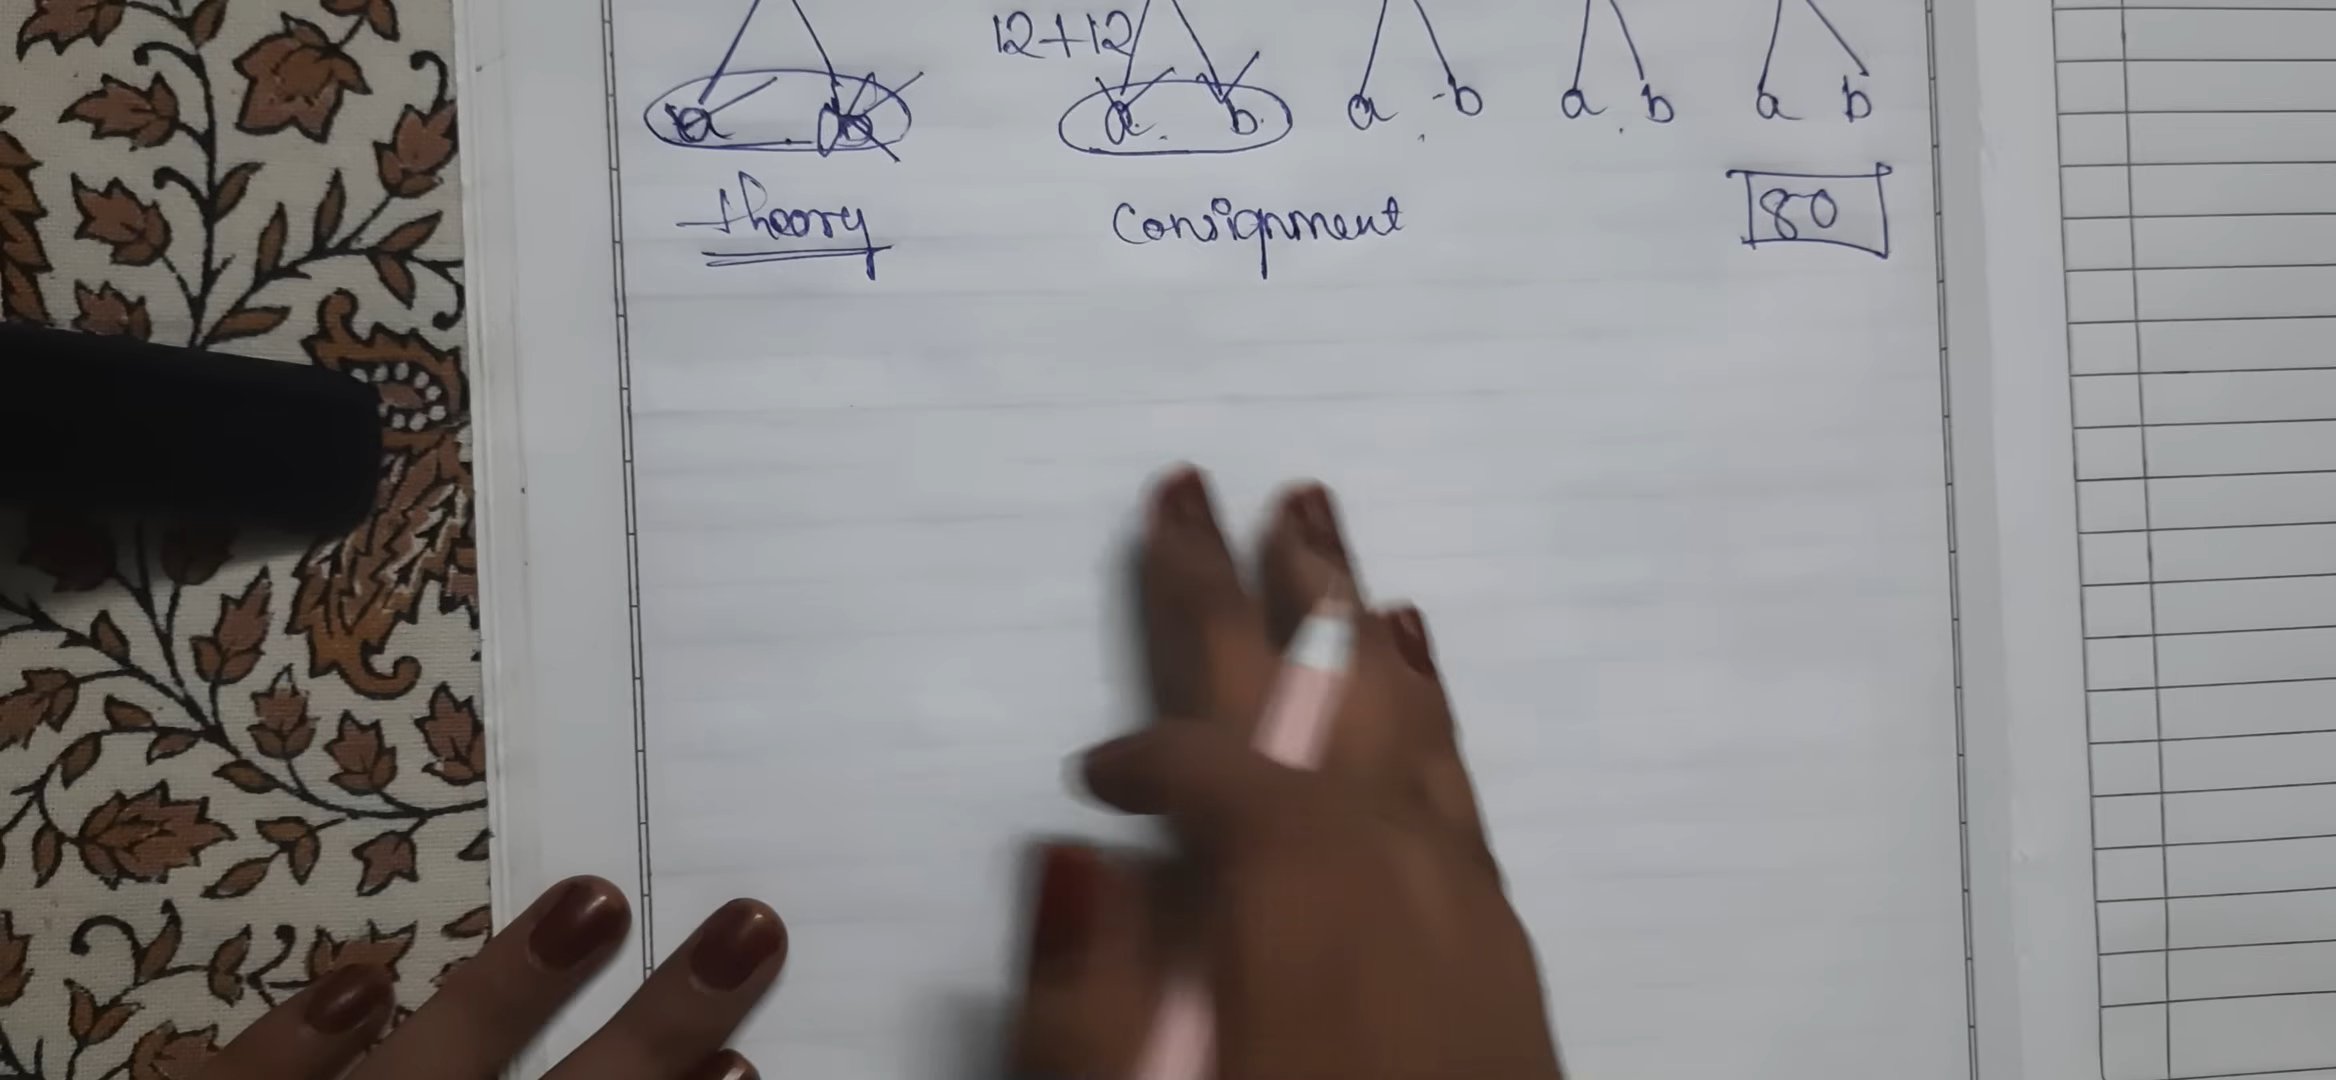 12+12
a b a b a b a b a b
theory Consignment 80